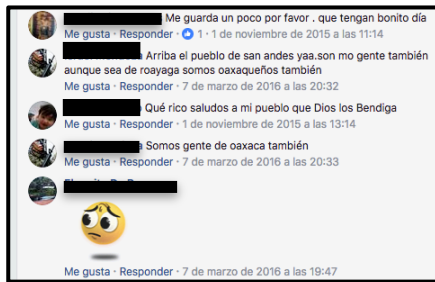 Me guarda un poco por favor . que tengan bonito día
Me gusta · Responder · 1 · 1 de noviembre de 2015 a las 11:14
Arriba el pueblo de san andes yaa.son mo gente también
aunque sea de roayaga somos oaxaqueños también
Me gusta · Responder · 7 de marzo de 2016 a las 20:32
Qué rico saludos a mi pueblo que Dios los Bendiga
Me gusta · Responder · 1 de noviembre de 2015 a las 13:14
Somos gente de oaxaca también
Me gusta · Responder · 7 de marzo de 2016 a las 20:33
Me gusta · Responder · 7 de marzo de 2016 a las 19:47